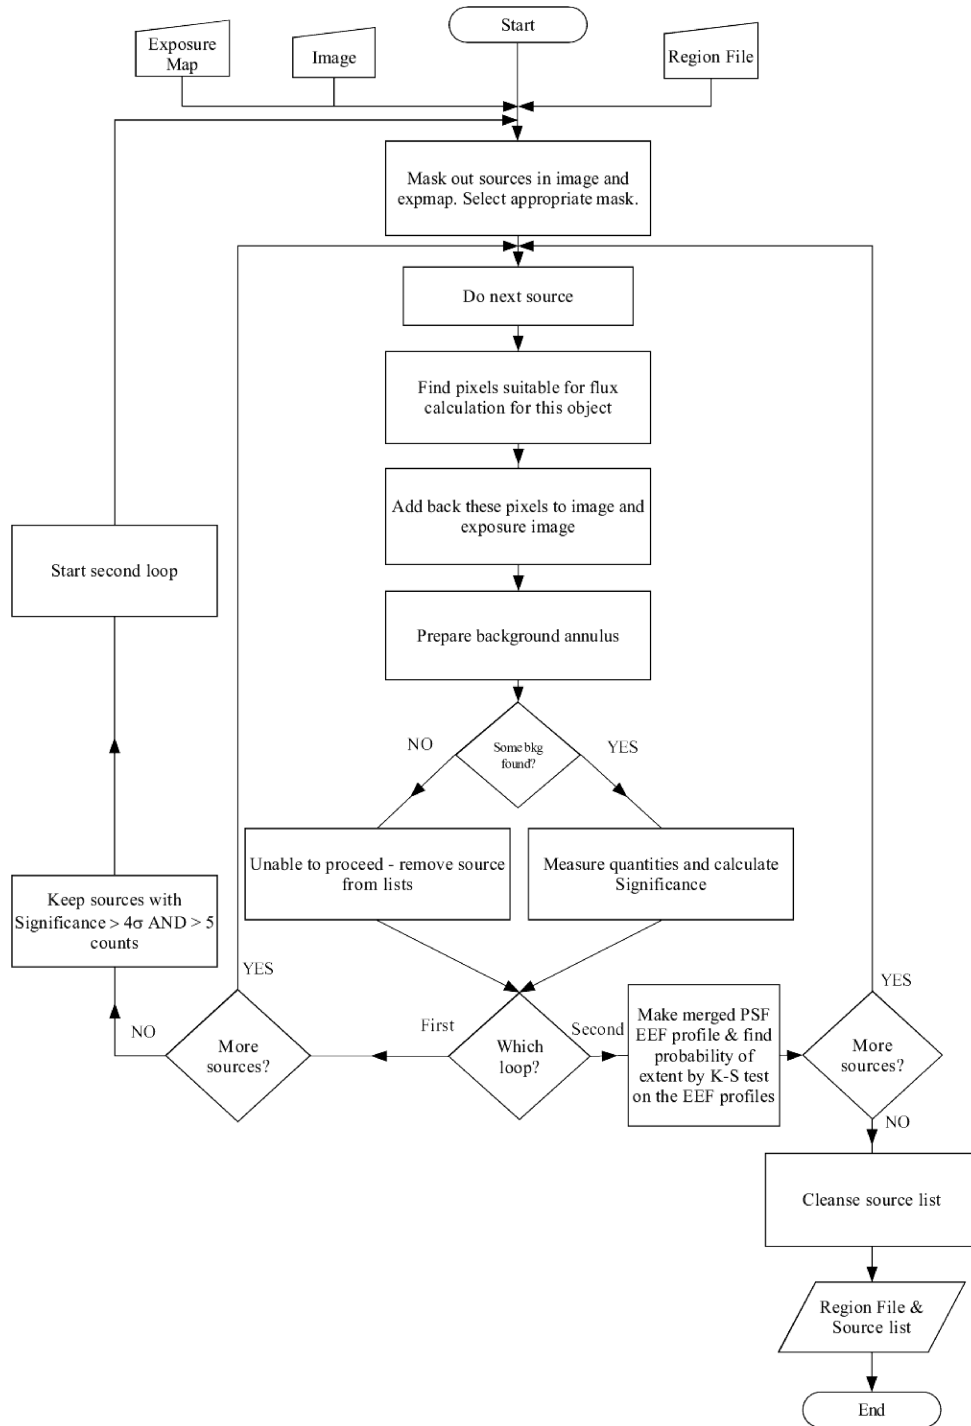 Start
Exposure
Map
Image
Region File
Mask out sources in image and
expmap. Select appropriate mask.
Do next source
Find pixels suitable for flux
calculation for this object
Add back these pixels to image and
exposure image
Start second loop
Prepare background annulus
NO
Some bkg
found?
YES
Unable to proceed - remove source
from lists
Measure quantities and calculate
Significance
Keep sources with
Significance > 4σ AND > 5
counts
YES
NO
More
sources?
First
Which
loop?
Second
Make merged PSF
EEF profile & find
probability of
extent by K-S test
on the EEF profiles
YES
More
sources?
NO
Cleanse source list
Region File &
Source list
End